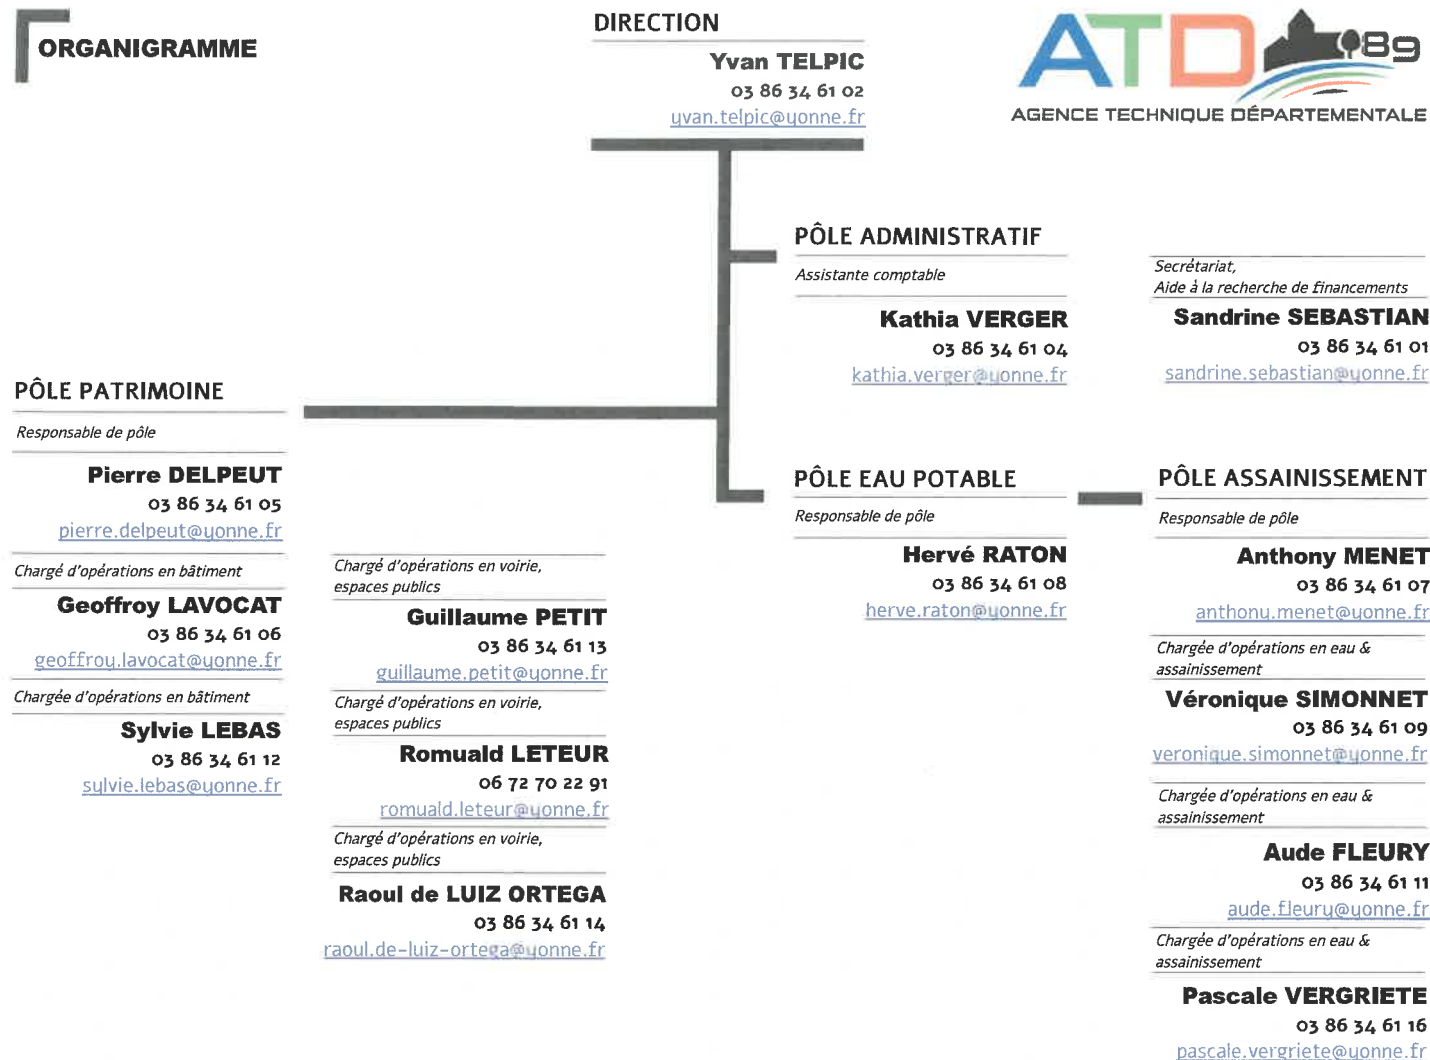 ORGANIGRAMME
DIRECTION
Yvan TELPIC
03 86 34 61 02
yvan.telpic@yonne.fr
ATD 89
AGENCE TECHNIQUE DÉPARTEMENTALE
PÔLE ADMINISTRATIF
Assistante comptable
Kathia VERGER
03 86 34 61 04
kathia.verger@yonne.fr
Secrétariat,
Aide à la recherche de financements
Sandrine SEBASTIAN
03 86 34 61 01
sandrine.sebastian@yonne.fr
PÔLE PATRIMOINE
Responsable de pôle
Pierre DELPEUT
03 86 34 61 05
pierre.delpeut@yonne.fr
Chargé d'opérations en bâtiment
Geoffroy LAVOCAT
03 86 34 61 06
geoffroy.lavocat@yonne.fr
Chargée d'opérations en bâtiment
Sylvie LEBAS
03 86 34 61 12
sylvie.lebas@yonne.fr
Chargé d'opérations en voirie,
espaces publics
Guillaume PETIT
03 86 34 61 13
guillaume.petit@yonne.fr
Chargé d'opérations en voirie,
espaces publics
Romuald LETEUR
06 72 70 22 91
romuald.leteur@yonne.fr
Chargé d'opérations en voirie,
espaces publics
Raoul de LUIZ ORTEGA
03 86 34 61 14
raoul.de-luiz-ortega@yonne.fr
PÔLE EAU POTABLE
Responsable de pôle
Hervé RATON
03 86 34 61 08
herve.raton@yonne.fr
PÔLE ASSAINISSEMENT
Responsable de pôle
Anthony MENET
03 86 34 61 07
anthony.menet@yonne.fr
Chargée d'opérations en eau &
assainissement
Véronique SIMONNET
03 86 34 61 09
veronique.simonnet@yonne.fr
Chargée d'opérations en eau &
assainissement
Aude FLEURY
03 86 34 61 11
aude.fleury@yonne.fr
Chargée d'opérations en eau &
assainissement
Pascale VERGRIETE
03 86 34 61 16
pascale.vergriete@yonne.fr